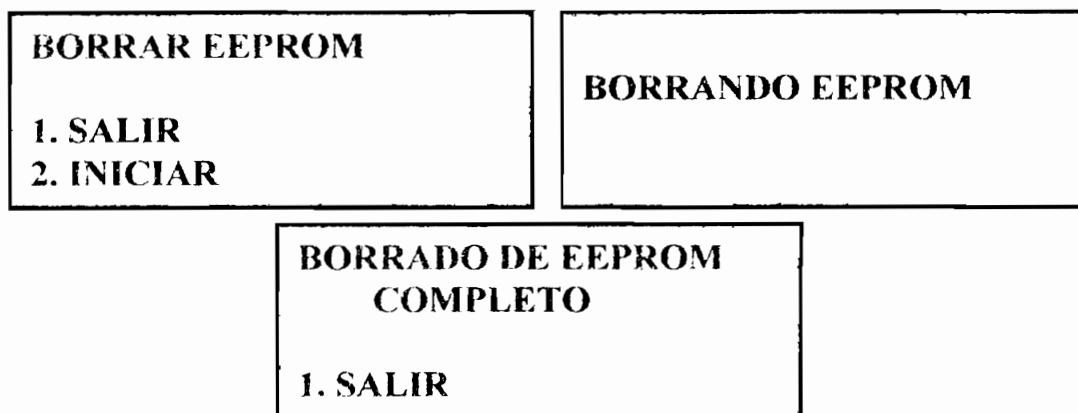 BORRAR EEPROM
1. SALIR
2. INICIAR
BORRANDO EEPROM
BORRADO DE EEPROM
COMPLETO
1. SALIR